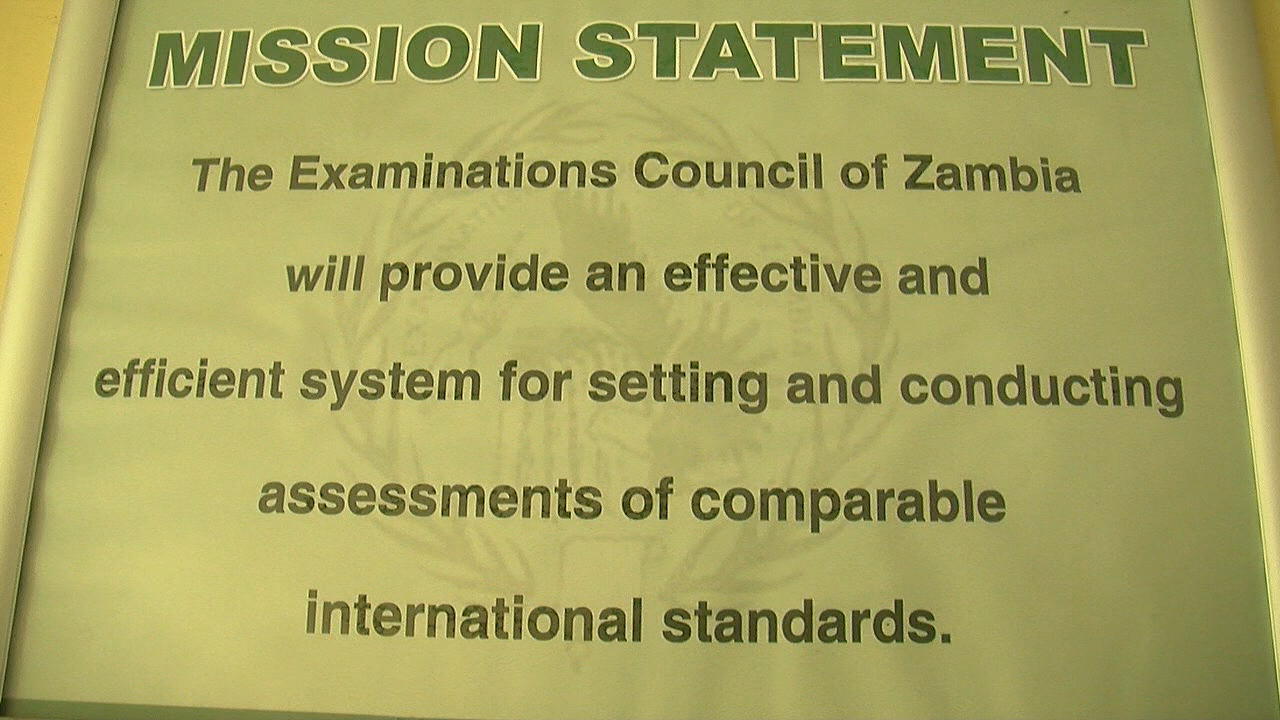 MISSION STATEMENT
The Examinations Council of Zambia
will provide an effective and
efficient system for setting and conducting
assessments of comparable
international standards.